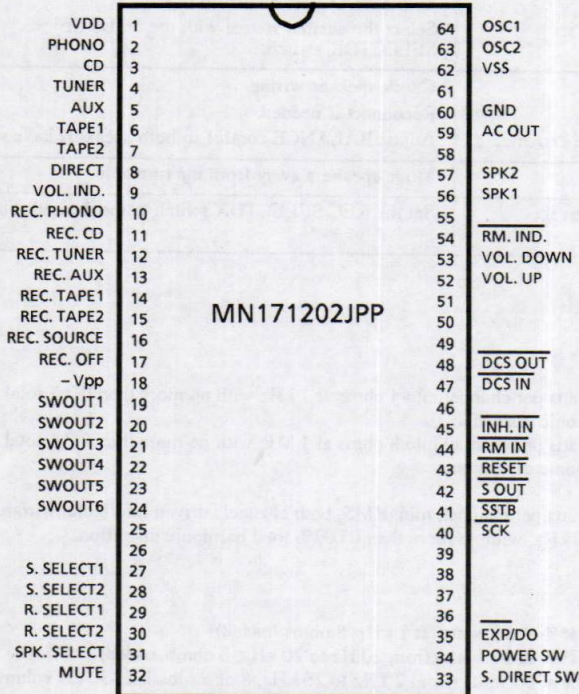 VDD 1
PHONO 2
CD 3
TUNER 4
AUX 5
TAPE1 6
TAPE2 7
DIRECT 8
VOL. IND. 9
REC. PHONO 10
REC. CD 11
REC. TUNER 12
REC. AUX 13
REC. TAPE1 14
REC. TAPE2 15
REC. SOURCE 16
REC. OFF 17
–Vpp 18
SWOUT1 19
SWOUT2 20
SWOUT3 21
SWOUT4 22
SWOUT5 23
SWOUT6 24
25
26
S. SELECT1 27
S. SELECT2 28
R. SELECT1 29
R. SELECT2 30
SPK. SELECT 31
MUTE 32
MN171202JPP
64 OSC1
63 OSC2
62 VSS
61
60 GND
59 AC OUT
58
57 SPK2
56 SPK1
55
54 RM. IND.
53 VOL. DOWN
52 VOL. UP
51
50
49
48 DCS OUT
47 DCS IN
46
45 INH. IN
44 RM IN
43 RESET
42 S OUT
41 SSTB
40 SCK
39
38
37
36
35 EXP/DO
34 POWER SW
33 S. DIRECT SW